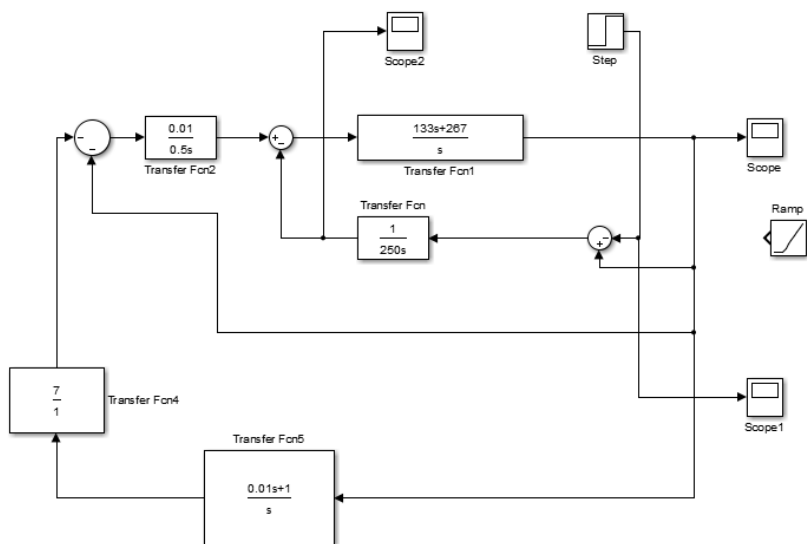 Scope2
Step
0.01
0.5s
Transfer Fcn2
133s+267
s
Transfer Fcn1
Scope
Transfer Fcn
1
250s
Ramp
7
1
Transfer Fcn4
Scope1
Transfer Fcn5
0.01s+1
s